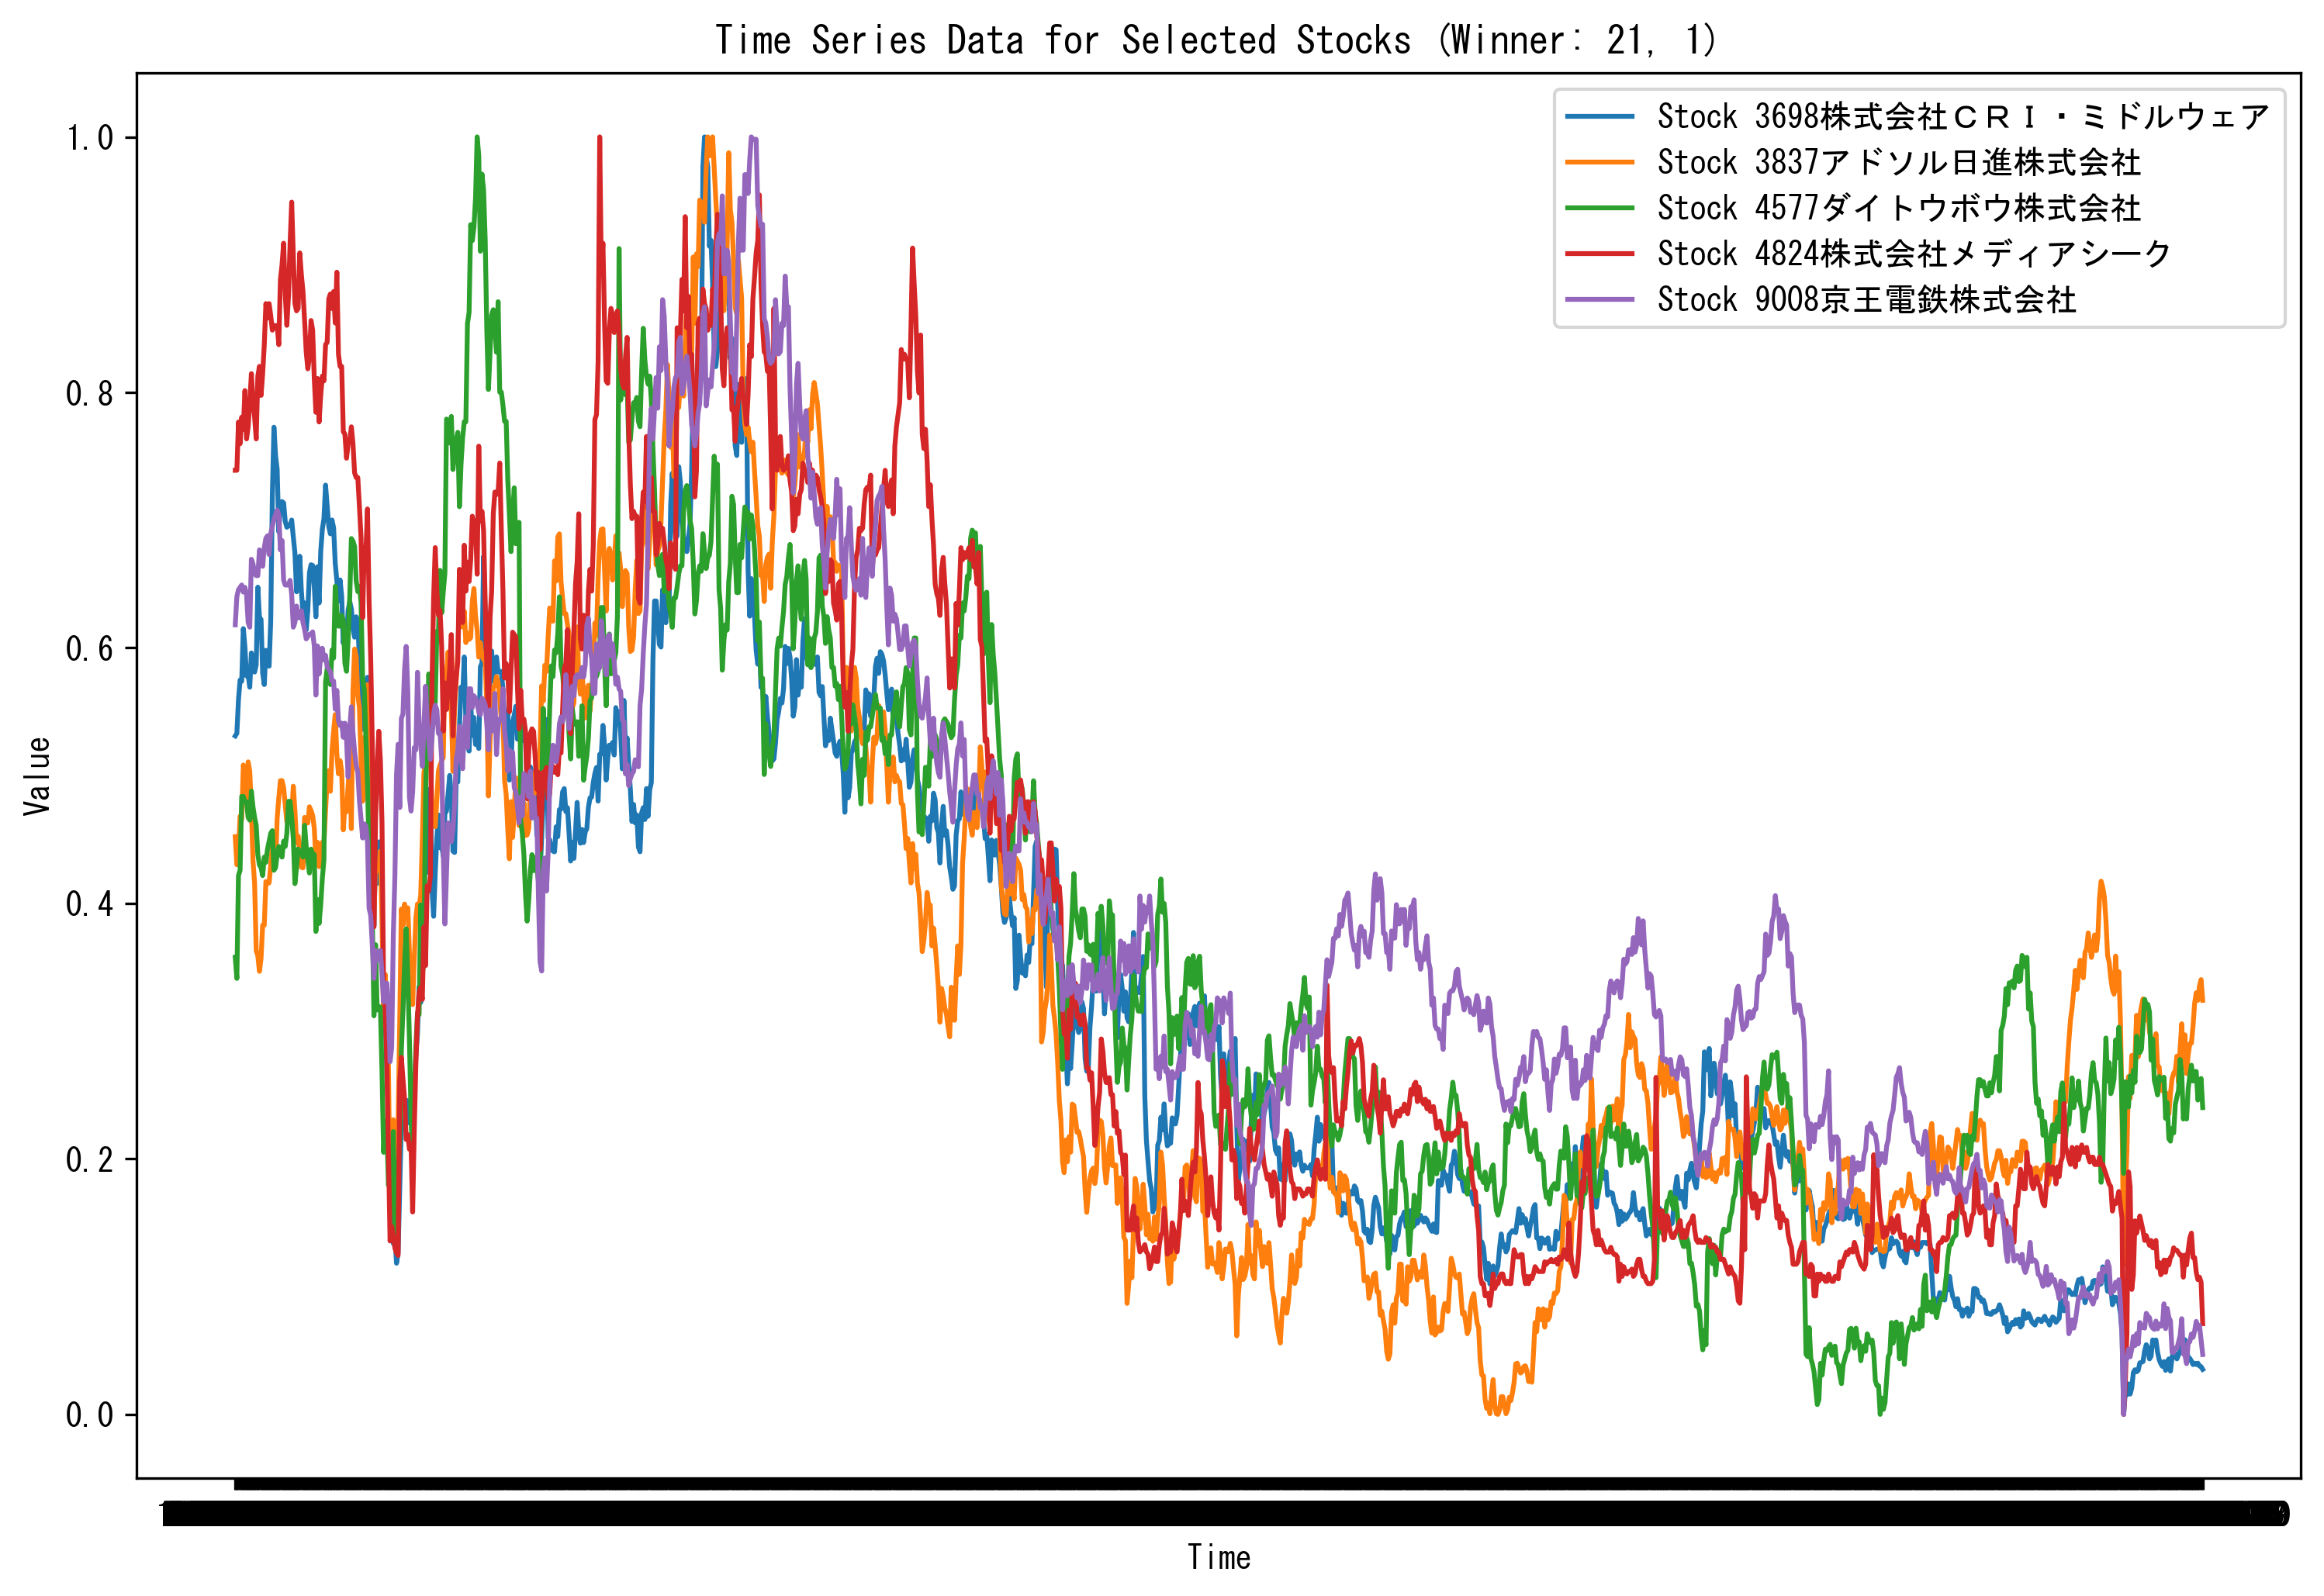 Time Series Data for Selected Stocks (Winner: 21, 1)
Stock 3698株式会社ＣＲＩ・ミドルウェア
Stock 3837アドソル日進株式会社
Stock 4577ダイトウボウ株式会社
Stock 4824株式会社メディアシーク
Stock 9008京王電鉄株式会社
1.0
0.8
0.6
0.4
0.2
0.0
Value
Time